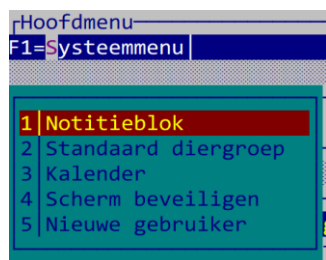 Hoofdmenu
F1=Systeemmenu
1 Notitieblok
2 Standaard diergroep
3 Kalender
4 Scherm beveiligen
5 Nieuwe gebruiker